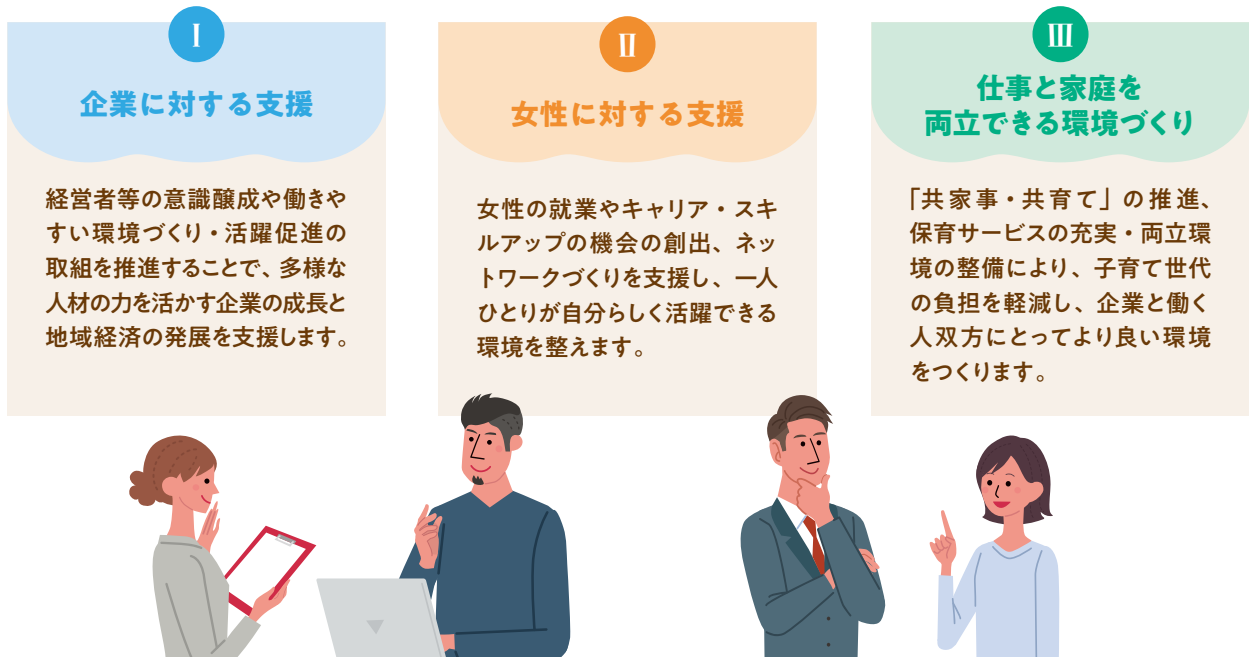 I
企業に対する支援
経営者等の意識醸成や働きや
すい環境づくり・活躍促進の
取組を推進することで、多様な
人材の力を活かす企業の成長と
地域経済の発展を支援します。
II
女性に対する支援
女性の就業やキャリア・スキ
ルアップの機会の創出、ネッ
トワークづくりを支援し、一人
ひとりが自分らしく活躍できる
環境を整えます。
III
仕事と家庭を
両立できる環境づくり
「共家事・共育て」の推進、
保育サービスの充実・両立環
境の整備により、子育て世代
の負担を軽減し、企業と働く
人双方にとってより良い環境
をつくります。